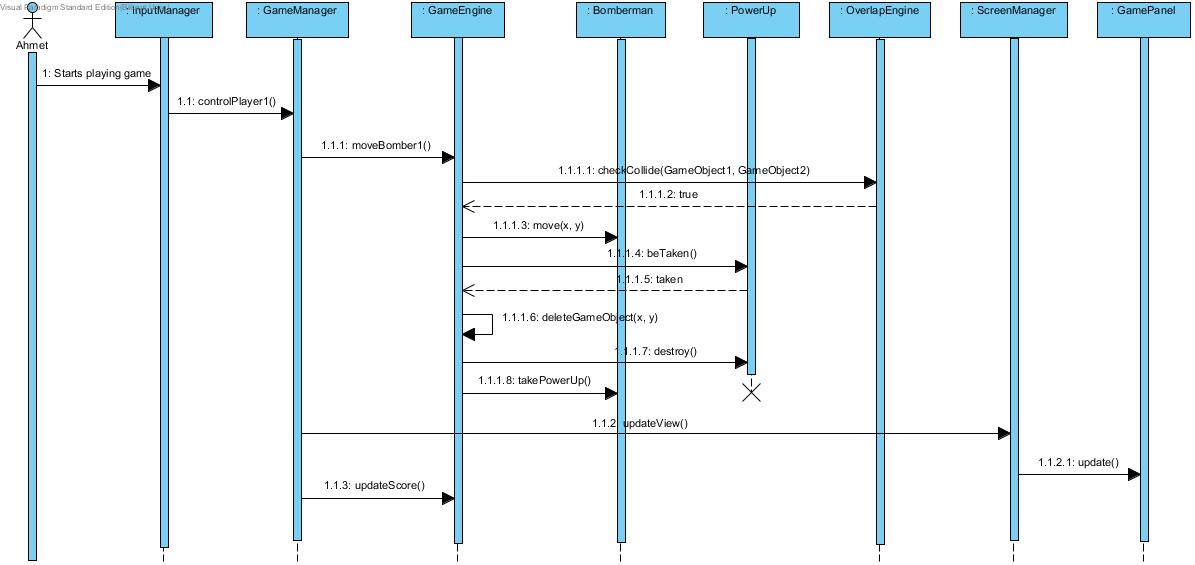 Visual Paradigm Standard Edition
: InputManager
: GameManager
: GameEngine
: Bomberman
: PowerUp
: OverlapEngine
: ScreenManager
: GamePanel
Ahmet
1: Starts playing game
1.1: controlPlayer1()
1.1.1: moveBomber1()
1.1.1.1: checkCollide(GameObject1, GameObject2)
1.1.1.2: true
1.1.1.3: move(x, y)
1.1.1.4: beTaken()
1.1.1.5: taken
1.1.1.6: deleteGameObject(x, y)
1.1.1.7: destroy()
1.1.1.8: takePowerUp()
1.1.2: updateView()
1.1.2.1: update()
1.1.3: updateScore()